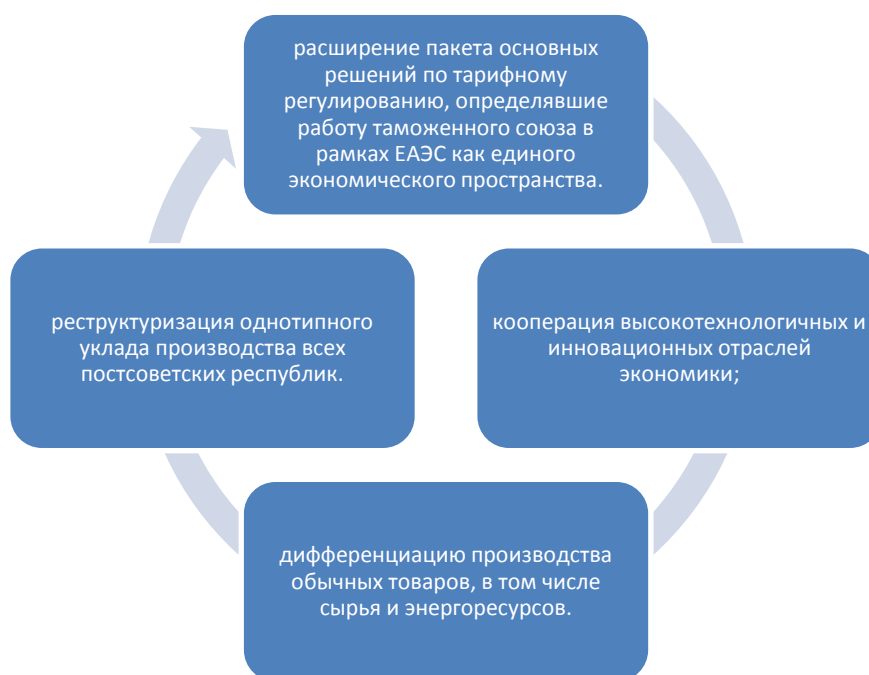 расширение пакета основных
решений по тарифному
регулированию, определявшие
работу таможенного союза в
рамках ЕАЭС как единого
экономического пространства.
кооперация высокотехнологичных и
инновационных отраслей
экономики;
дифференциацию производства
обычных товаров, в том числе
сырья и энергоресурсов.
реструктуризация однотипного
уклада производства всех
постсоветских республик.